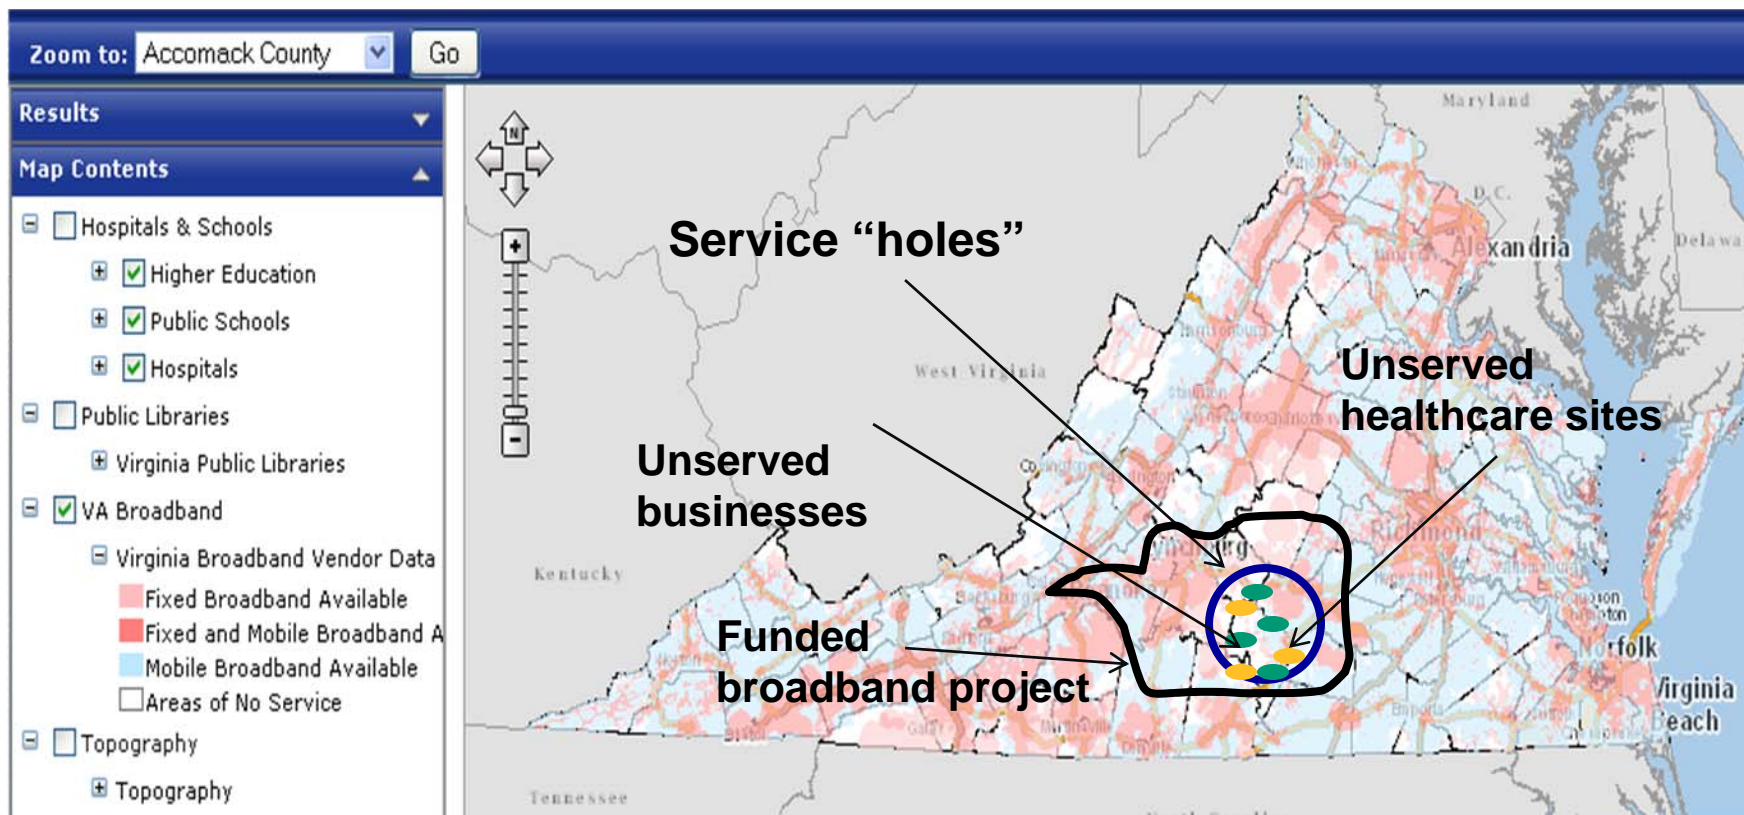 Zoom to: Accomack County Go
Results
Map Contents
Hospitals & Schools
Higher Education
Public Schools
Hospitals
Public Libraries
Virginia Public Libraries
VA Broadband
Virginia Broadband Vendor Data
Fixed Broadband Available
Fixed and Mobile Broadband A
Mobile Broadband Available
Areas of No Service
Topography
Topography
N
+
-
Maryland
D.C.
Alexandria
Delawa
Service “holes”
West Virginia
Unserved
healthcare sites
Unserved
businesses
Richmond
Kentucky
Funded
broadband project
Norfolk
Virginia
Beach
Tennessee